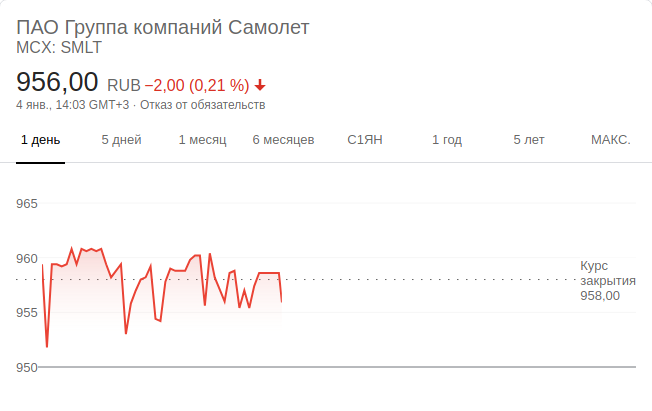 ПАО Группа компаний Самолет
MCX: SMLT
956,00 RUB −2,00 (0,21 %)
4 янв., 14:03 GMT+3 · Отказ от обязательств
1 день 5 дней 1 месяц 6 месяцев С1ЯН 1 год 5 лет МАКС.
965
960
955
950
Курс
закрытия
958,00